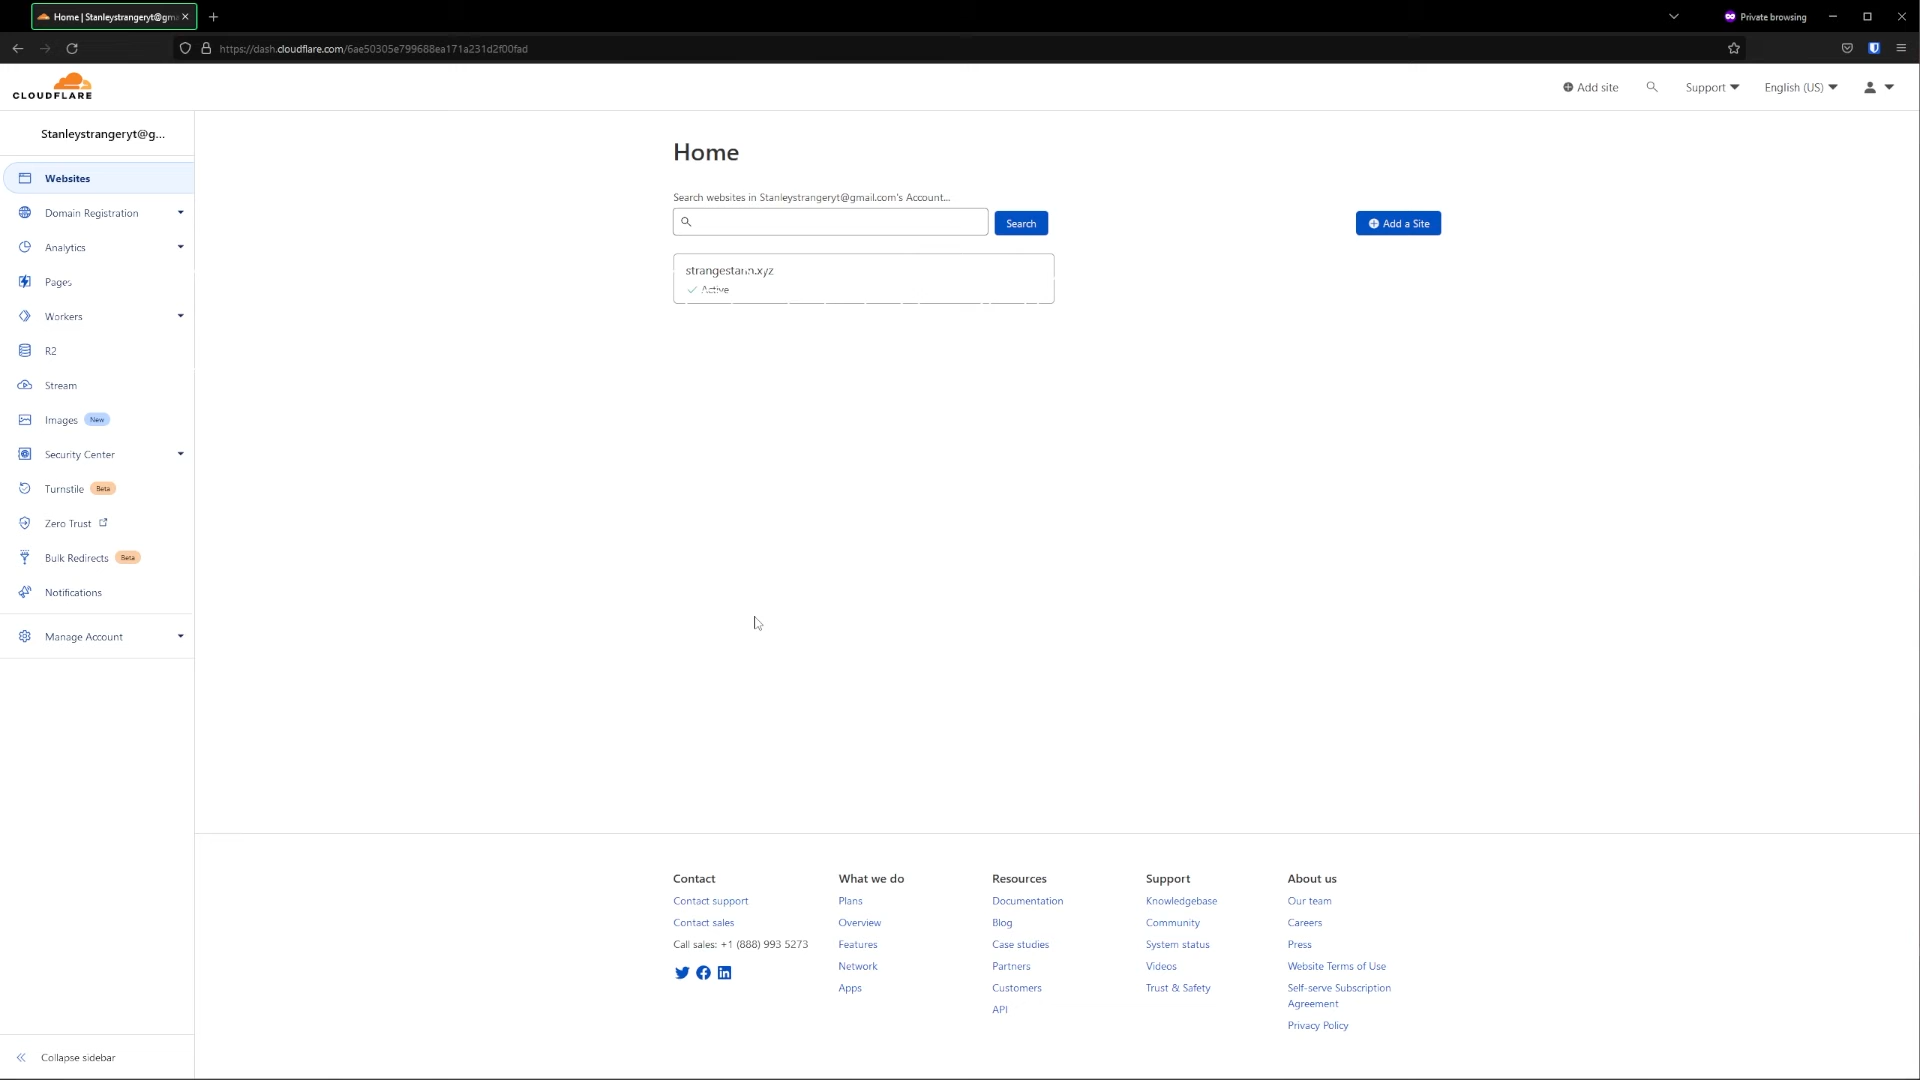 Home | Stanleystrangeryt@gm
Private browsing
https://dash.cloudflare.com/6ae50305e799688ea171a231d2f00fad
CLOUDFLARE
Add site
Support
English (US)
Stanleystrangeryt@g...
Websites
Domain Registration
Analytics
Pages
Workers
R2
Stream
Images New
Security Center
Turnstile Beta
Zero Trust
Bulk Redirects Beta
Notifications
Manage Account
Collapse sidebar
Home
Search websites in Stanleystrangeryt@gmail.com's Account...
Search
Add a Site
Active
Contact
Contact support
Contact sales
Call sales: +1 (888) 993 5273
What we do
Plans
Overview
Features
Network
Apps
Resources
Documentation
Blog
Case studies
Partners
Customers
API
Support
Knowledgebase
Community
System status
Videos
Trust & Safety
About us
Our team
Careers
Press
Website Terms of Use
Self-serve Subscription
Agreement
Privacy Policy